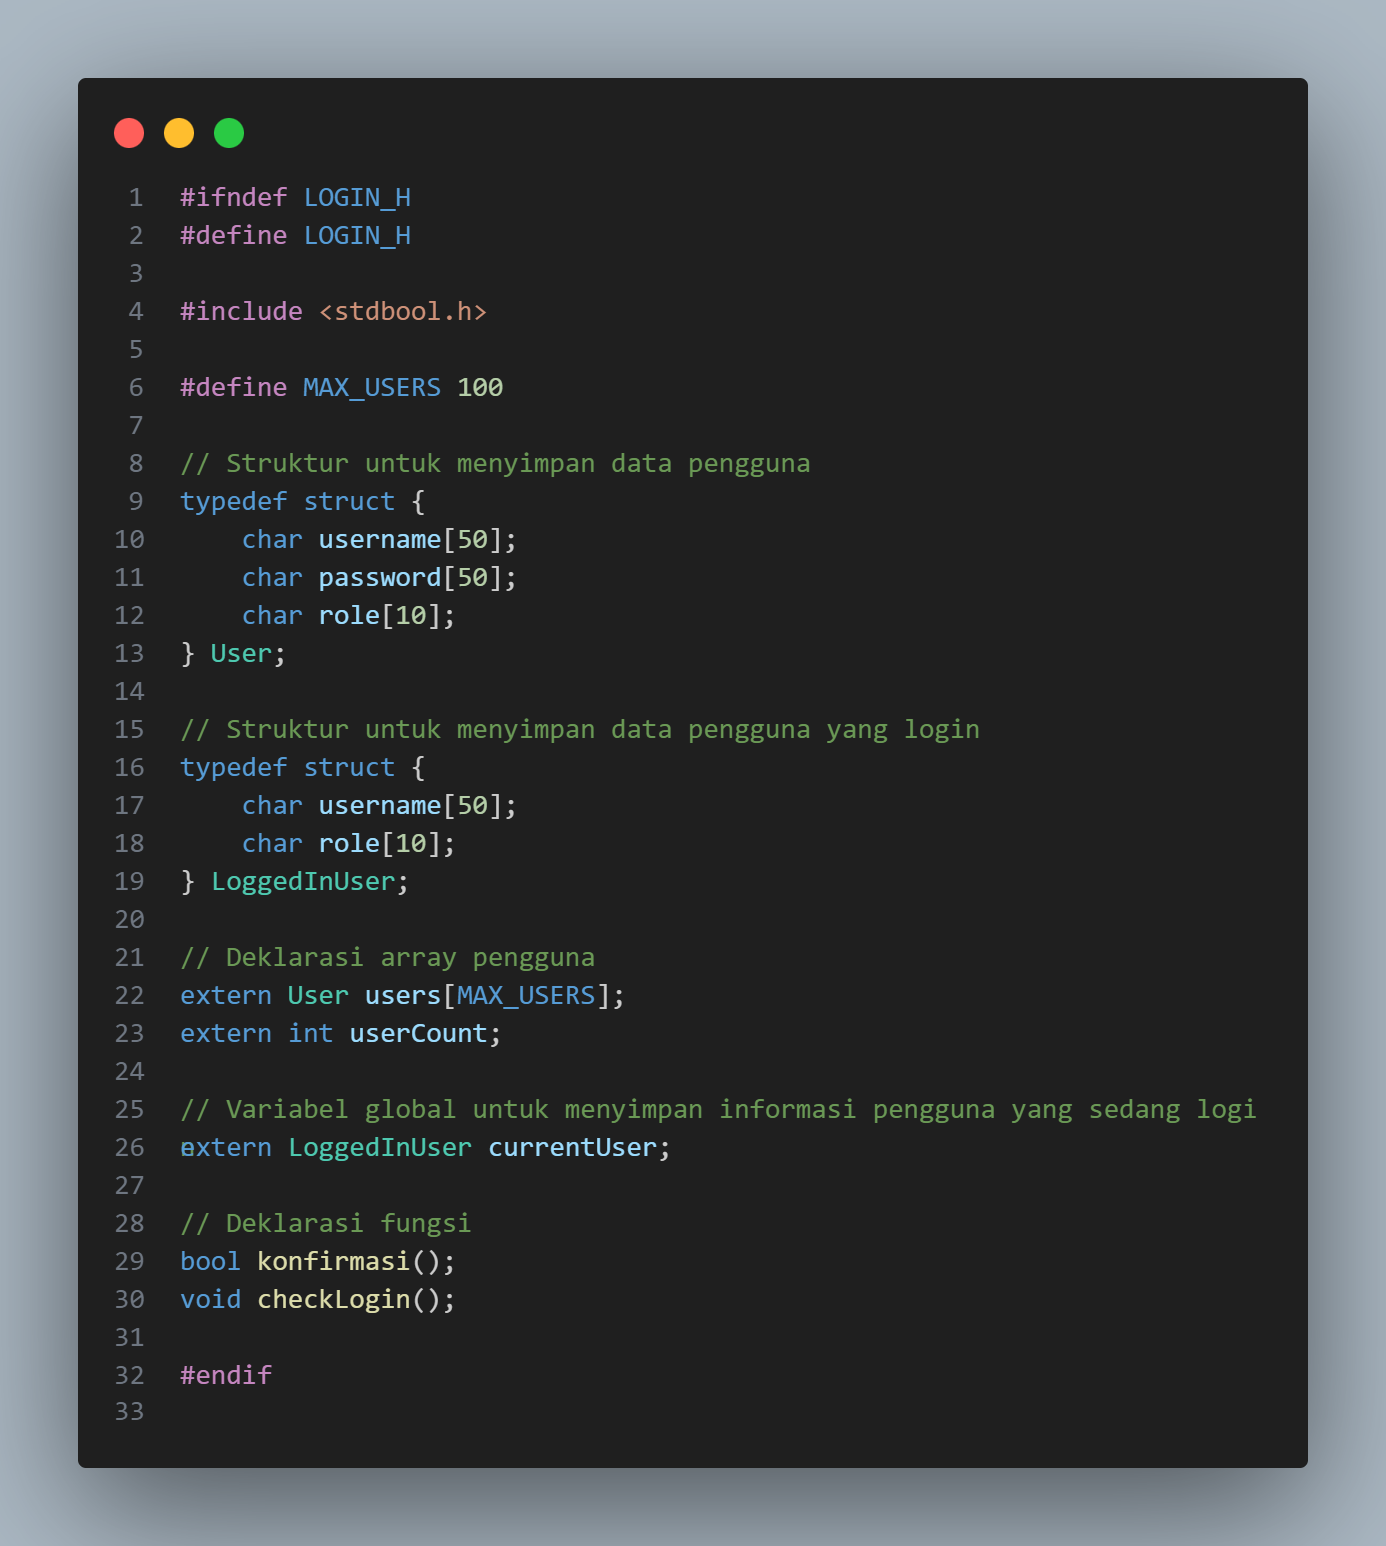 1 #ifndef LOGIN_H
2 #define LOGIN_H
3
4 #include <stdbool.h>
5
6 #define MAX_USERS 100
7
8 // Struktur untuk menyimpan data pengguna
9 typedef struct {
10     char username[50];
11     char password[50];
12     char role[10];
13 } User;
14
15 // Struktur untuk menyimpan data pengguna yang login
16 typedef struct {
17     char username[50];
18     char role[10];
19 } LoggedInUser;
20
21 // Deklarasi array pengguna
22 extern User users[MAX_USERS];
23 extern int userCount;
24
25 // Variabel global untuk menyimpan informasi pengguna yang sedang logi
n
26 extern LoggedInUser currentUser;
27
28 // Deklarasi fungsi
29 bool konfirmasi();
30 void checkLogin();
31
32 #endif
33